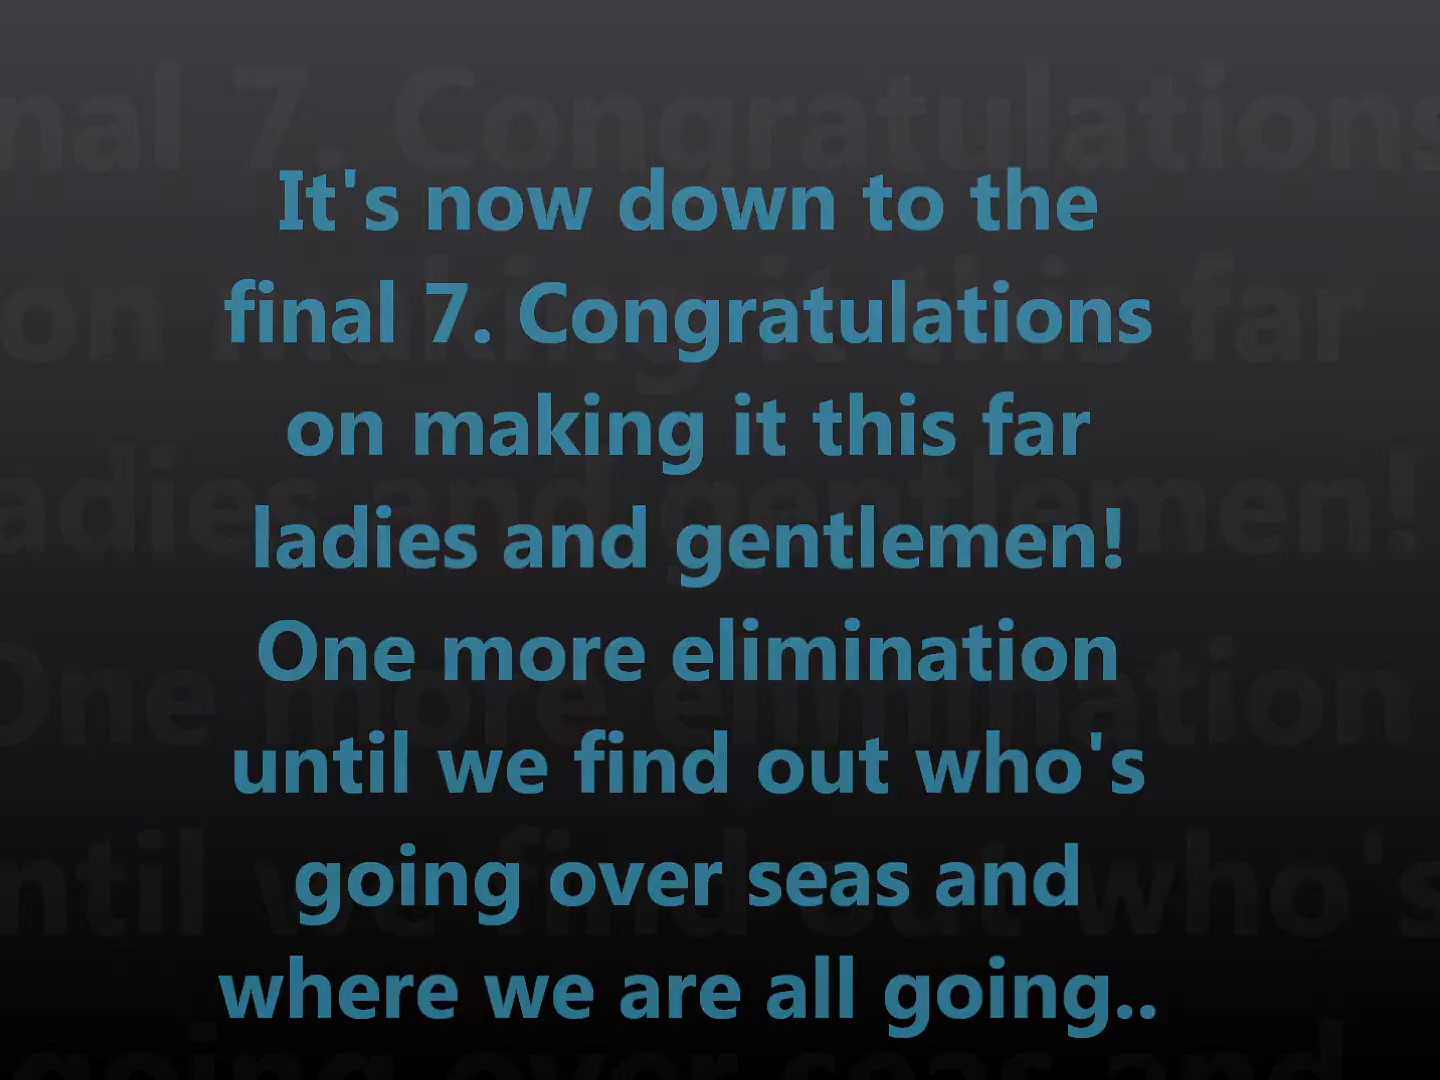 It's now down to the
final 7. Congratulations
on making it this far
ladies and gentlemen!
One more elimination
until we find out who's
going over seas and
where we are all going..